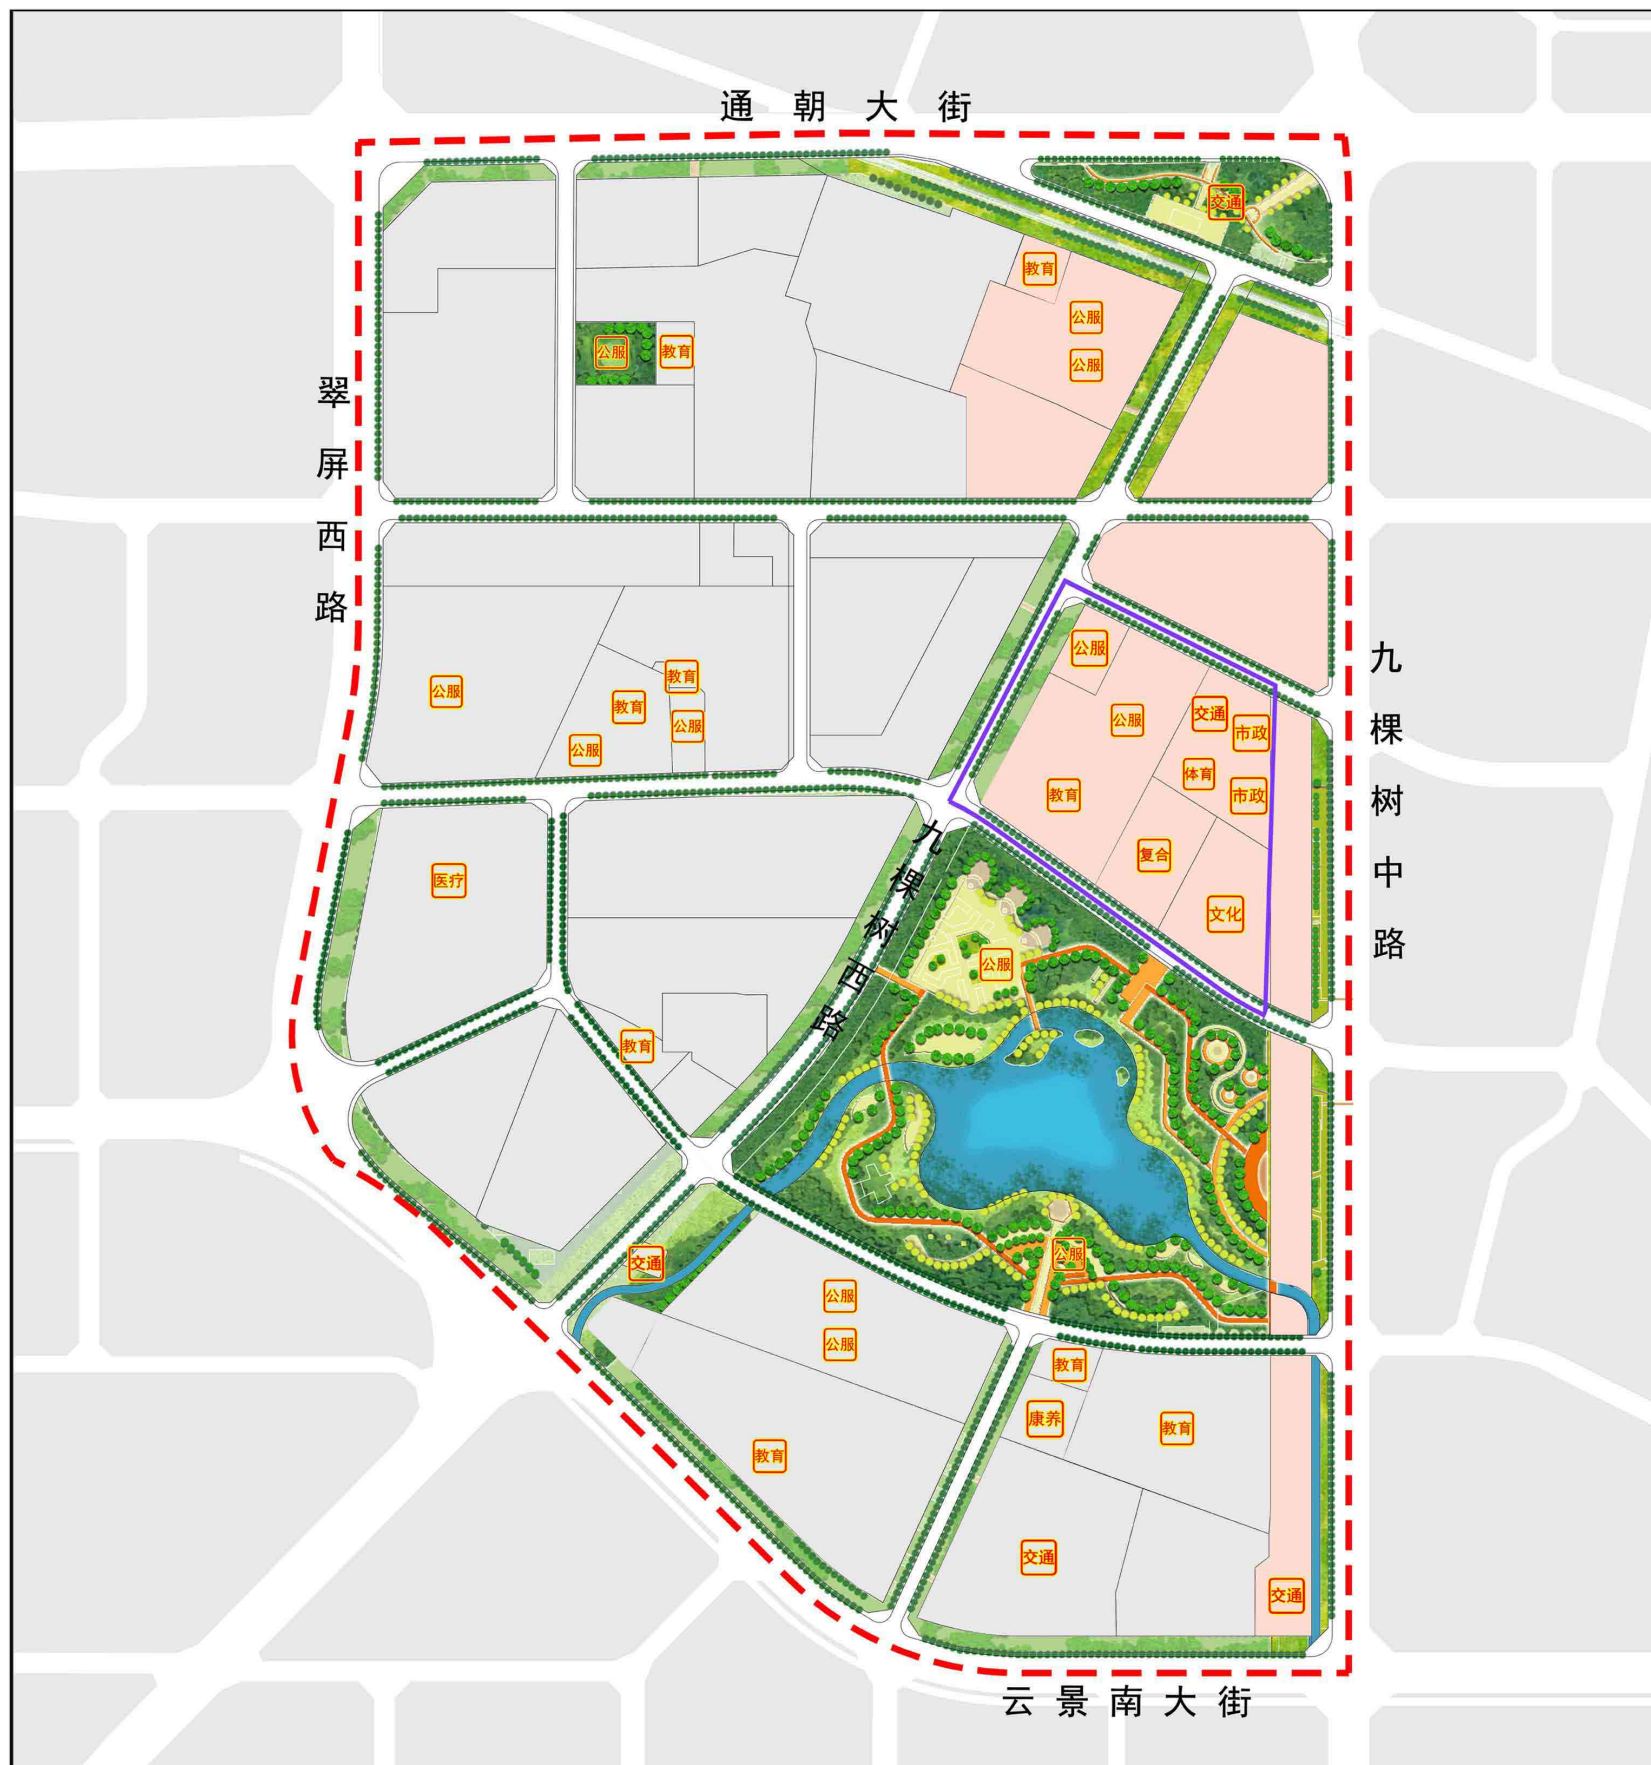 通朝大街
交通
教育
公服
公服
教育
公服
翠屏西路
公服
教育
公服
教育
公服
公服
公服
交通
市政
体育
市政
教育
复合
文化
九棵树中路
医疗
九棵树西路
公服
教育
公服
交通
公服
公服
教育
教育
康养
教育
交通
交通
云景南大街